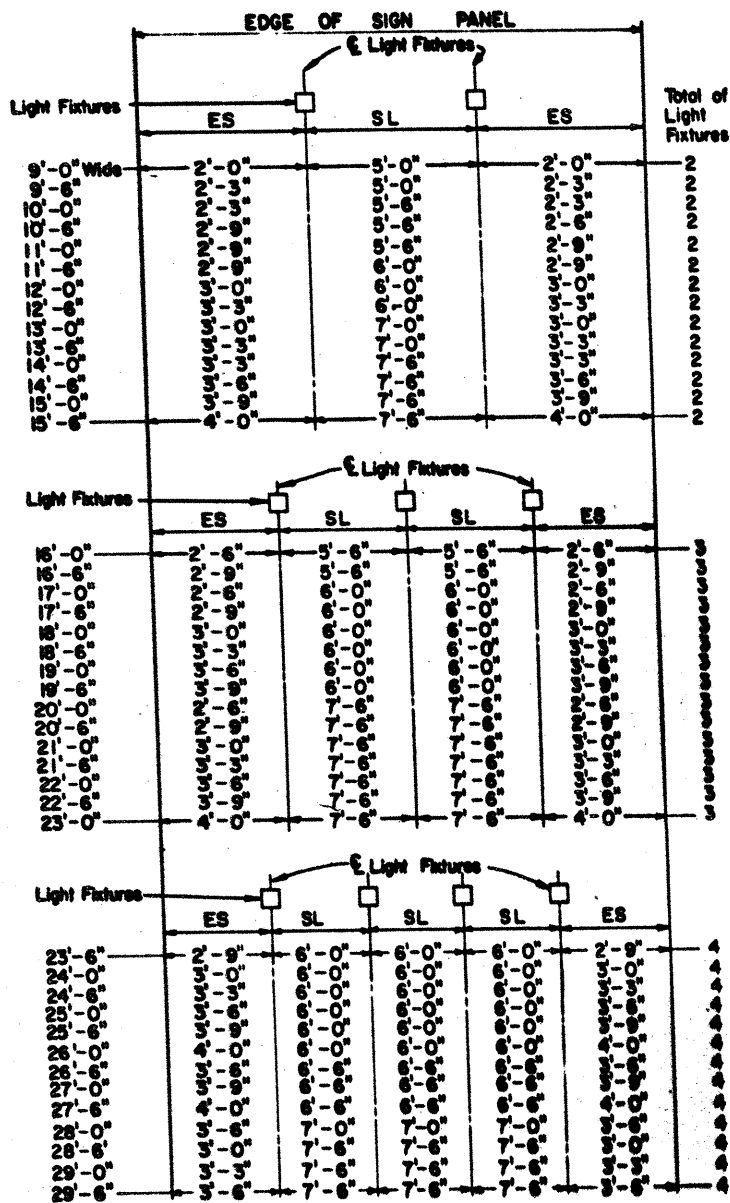 EDGE OF SIGN PANEL
℄ Light Fixtures
Light Fixtures
Total of
Light
Fixtures
ES SL ES
9'-0" Wide 2'-0" 5'-0" 2'-0" 2
9'-6" 2'-3" 5'-0" 2'-3" 2
10'-0" 2'-3" 5'-6" 2'-3" 2
10'-6" 2'-6" 5'-6" 2'-6" 2
11'-0" 2'-9" 5'-6" 2'-9" 2
11'-6" 2'-9" 6'-0" 2'-9" 2
12'-0" 3'-0" 6'-0" 3'-0" 2
12'-6" 3'-3" 6'-0" 3'-3" 2
13'-0" 3'-0" 7'-0" 3'-0" 2
13'-6" 3'-3" 7'-0" 3'-3" 2
14'-0" 3'-3" 7'-6" 3'-3" 2
14'-6" 3'-6" 7'-6" 3'-6" 2
15'-0" 3'-9" 7'-6" 3'-9" 2
15'-6" 4'-0" 7'-6" 4'-0" 2
℄ Light Fixtures
Light Fixtures
ES SL SL ES
16'-0" 2'-6" 5'-6" 5'-6" 2'-6" 3
16'-6" 2'-9" 5'-6" 5'-6" 2'-9" 3
17'-0" 2'-6" 6'-0" 6'-0" 2'-6" 3
17'-6" 2'-9" 6'-0" 6'-0" 2'-9" 3
18'-0" 3'-0" 6'-0" 6'-0" 3'-0" 3
18'-6" 3'-3" 6'-0" 6'-0" 3'-3" 3
19'-0" 3'-6" 6'-0" 6'-0" 3'-6" 3
19'-6" 3'-9" 6'-0" 6'-0" 3'-9" 3
20'-0" 2'-6" 7'-6" 7'-6" 2'-6" 3
20'-6" 2'-9" 7'-6" 7'-6" 2'-9" 3
21'-0" 3'-0" 7'-6" 7'-6" 3'-0" 3
21'-6" 3'-3" 7'-6" 7'-6" 3'-3" 3
22'-0" 3'-6" 7'-6" 7'-6" 3'-6" 3
22'-6" 3'-9" 7'-6" 7'-6" 3'-9" 3
23'-0" 4'-0" 7'-6" 7'-6" 4'-0" 3
℄ Light Fixtures
Light Fixtures
ES SL SL SL ES
23'-6" 2'-9" 6'-0" 6'-0" 6'-0" 2'-9" 4
24'-0" 3'-0" 6'-0" 6'-0" 6'-0" 3'-0" 4
24'-6" 3'-3" 6'-0" 6'-0" 6'-0" 3'-3" 4
25'-0" 3'-6" 6'-0" 6'-0" 6'-0" 3'-6" 4
25'-6" 3'-9" 6'-0" 6'-0" 6'-0" 3'-9" 4
26'-0" 4'-0" 6'-0" 6'-0" 6'-0" 4'-0" 4
26'-6" 3'-6" 6'-6" 6'-6" 6'-6" 3'-6" 4
27'-0" 3'-9" 6'-6" 6'-6" 6'-6" 3'-9" 4
27'-6" 4'-0" 6'-6" 6'-6" 6'-6" 4'-0" 4
28'-0" 3'-6" 7'-0" 7'-0" 7'-0" 3'-6" 4
28'-6" 3'-0" 7'-6" 7'-6" 7'-6" 3'-0" 4
29'-0" 3'-3" 7'-6" 7'-6" 7'-6" 3'-3" 4
29'-6" 3'-6" 7'-6" 7'-6" 7'-6" 3'-6" 4